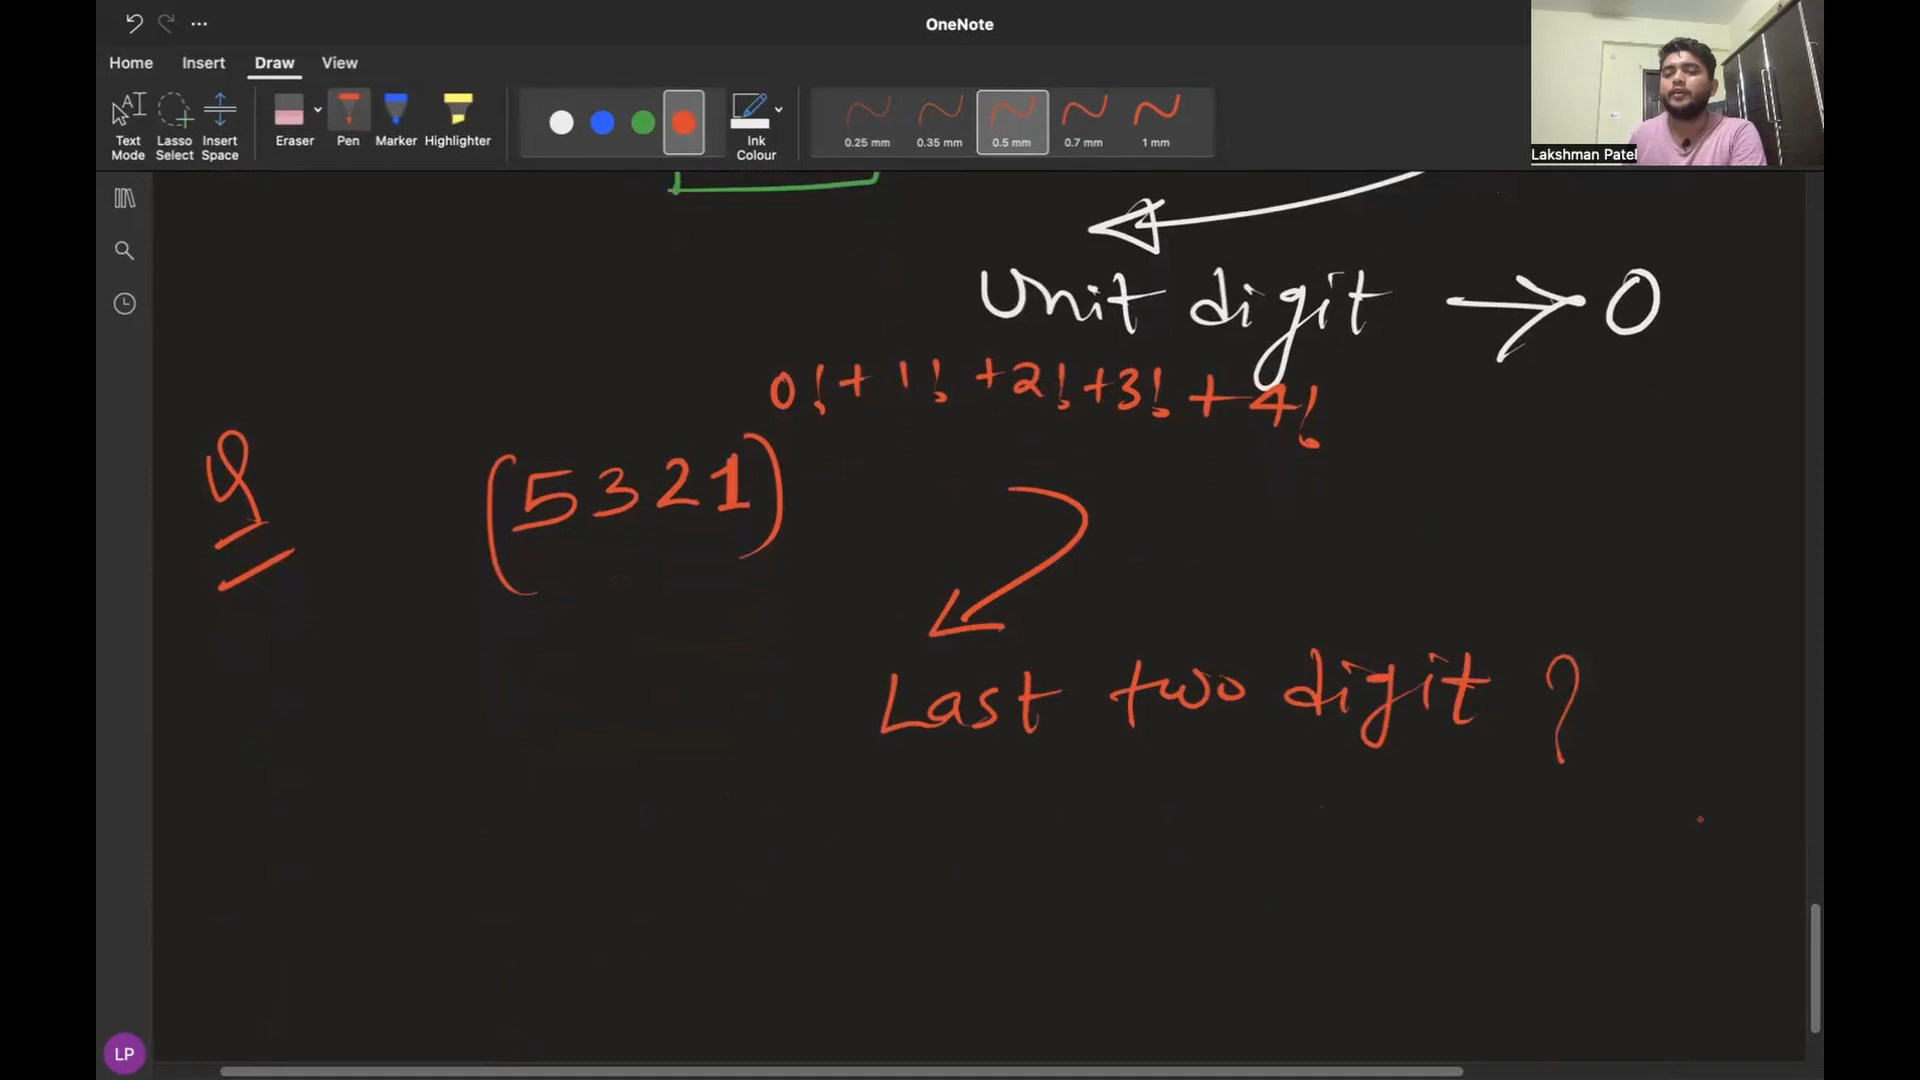 OneNote
Home Insert Draw View
Text Mode Lasso Select Insert Space Eraser Pen Marker Highlighter Ink Colour 0.25 mm 0.35 mm 0.5 mm 0.7 mm 1 mm
Lakshman Patel
Unit digit → 0
0! + 1! + 2! + 3! + 4!
Q (5321)
Last two digit ?
LP